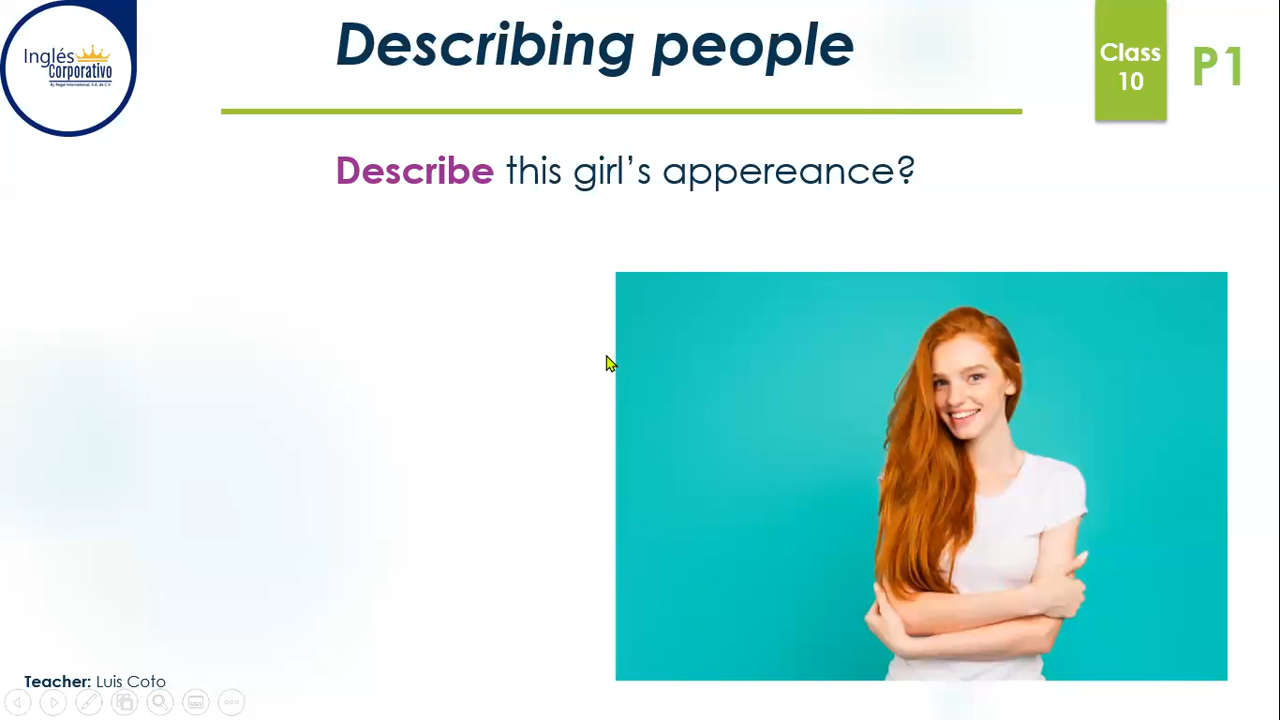 Describing people
Inglés
Corporativo
By Regal International, S.A. de C.V.
Class
10
P1
Describe this girl’s appereance?
Teacher: Luis Coto